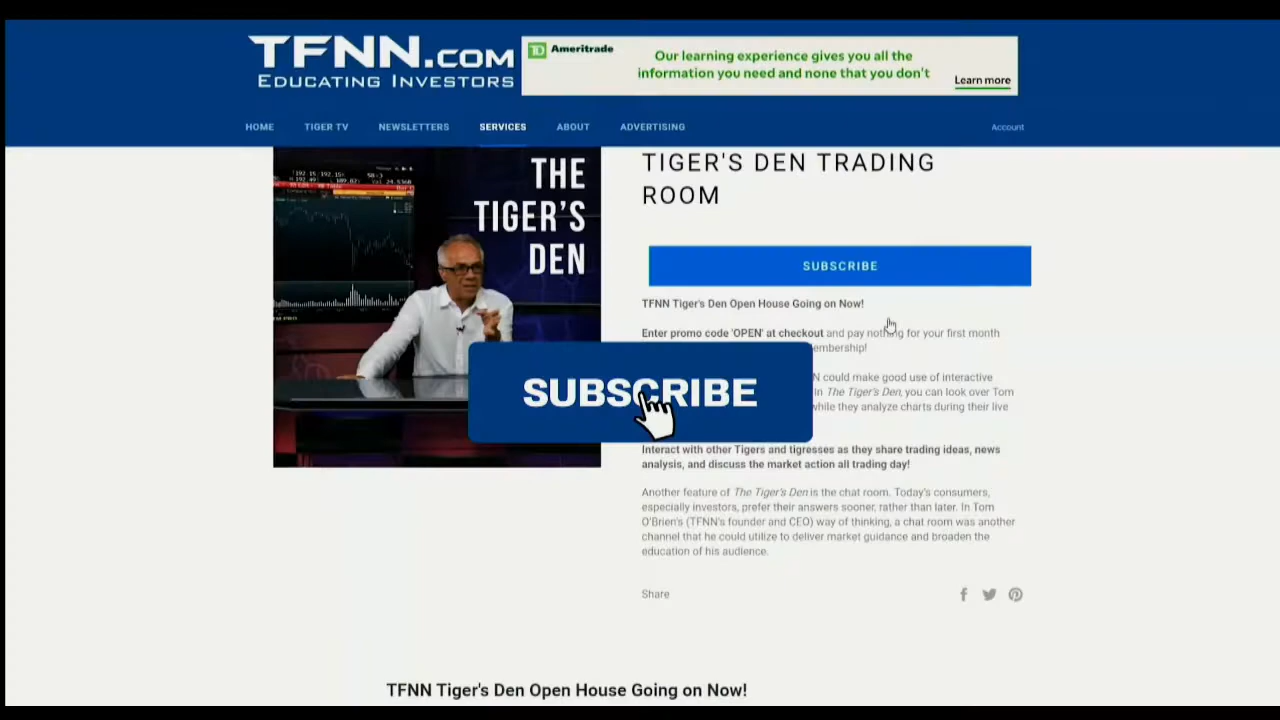 TFNN.COM
EDUCATING INVESTORS
TD Ameritrade
Our learning experience gives you all the
information you need and none that you don't
Learn more
HOME TIGER TV NEWSLETTERS SERVICES ABOUT ADVERTISING Account
THE
TIGER'S
DEN
TIGER'S DEN TRADING
ROOM
SUBSCRIBE
TFNN Tiger's Den Open House Going on Now!
Enter promo code 'OPEN' at checkout and pay nothing for your first month
embership!
N could make good use of interactive
In The Tiger's Den, you can look over Tom
while they analyze charts during their live
SUBSCRIBE
Interact with other Tigers and tigresses as they share trading ideas, news
analysis, and discuss the market action all trading day!
Another feature of The Tiger's Den is the chat room. Today's consumers,
especially investors, prefer their answers sooner, rather than later. In Tom
O'Brien's (TFNN's founder and CEO) way of thinking, a chat room was another
channel that he could utilize to deliver market guidance and broaden the
education of his audience.
Share
TFNN Tiger's Den Open House Going on Now!